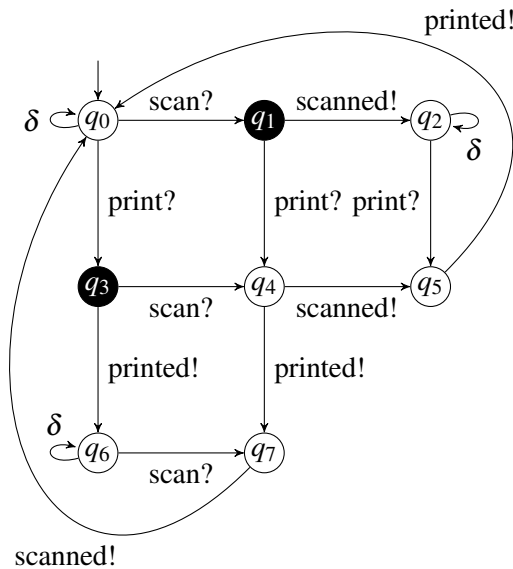 printed!
δ q0 scan? q1 scanned! q2 δ
print? print? print?
q3 scan? q4 scanned! q5
printed! printed!
δ q6 scan? q7
scanned!